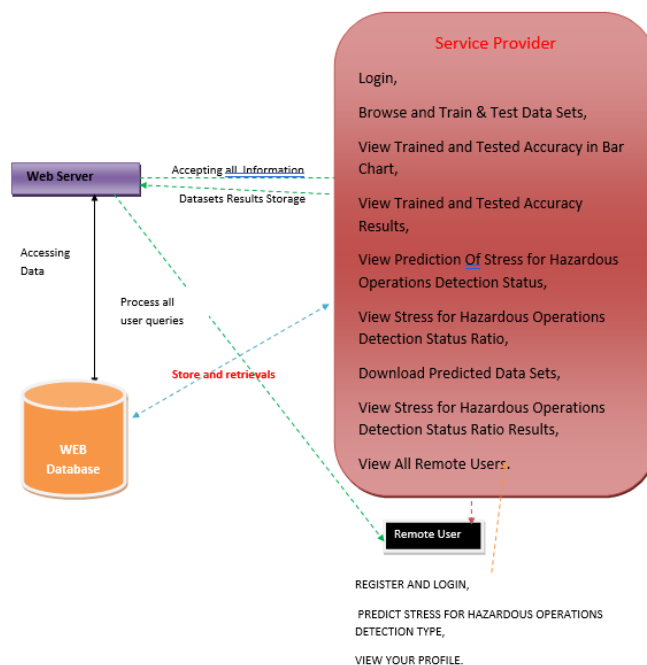 Service Provider
Login,
Browse and Train & Test Data Sets,
View Trained and Tested Accuracy in Bar
Chart,
View Trained and Tested Accuracy
Results,
View Prediction Of Stress for Hazardous
Operations Detection Status,
View Stress for Hazardous Operations
Detection Status Ratio,
Download Predicted Data Sets,
View Stress for Hazardous Operations
Detection Status Ratio Results,
View All Remote Users.
Web Server
Accepting all Information
Datasets Results Storage
Accessing
Data
Process all
user queries
Store and retrievals
WEB
Database
Remote User
REGISTER AND LOGIN,
PREDICT STRESS FOR HAZARDOUS OPERATIONS
DETECTION TYPE,
VIEW YOUR PROFILE.